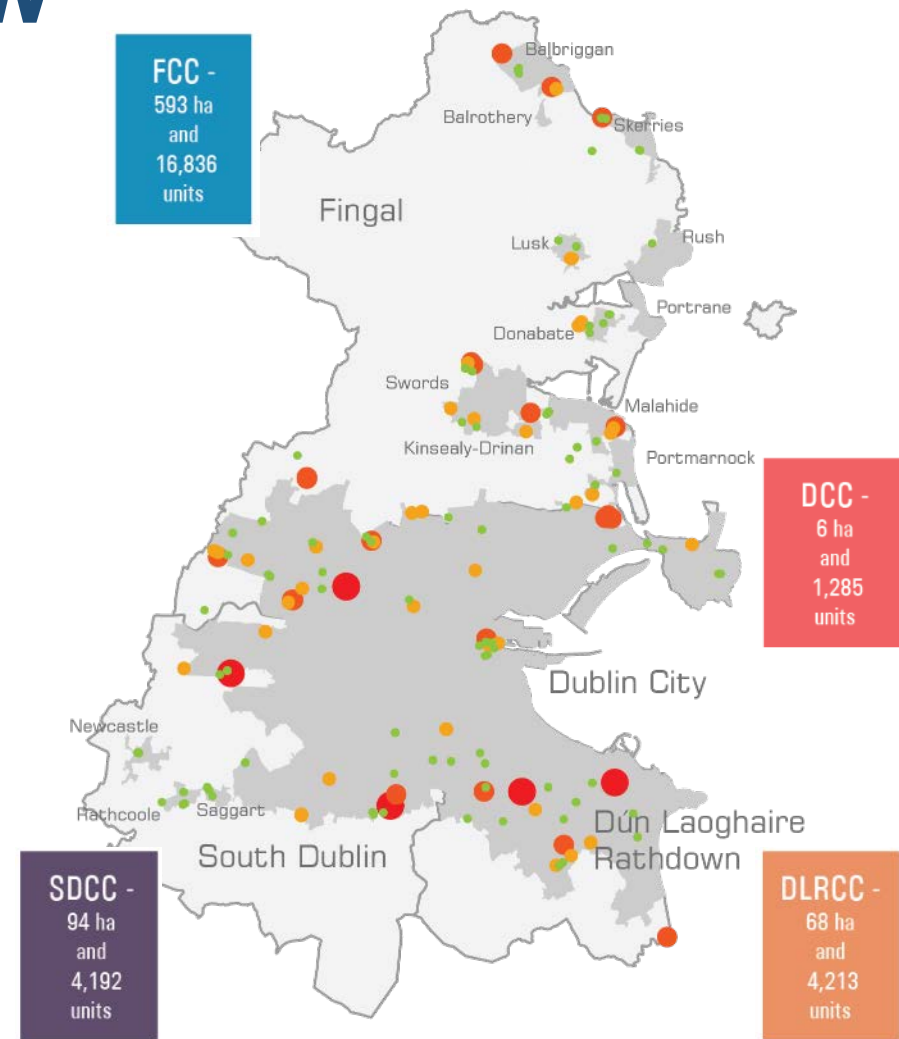 FCC -
593 ha
and
16,836
units
Balbriggan
Balrothery
Skerries
Fingal
Lusk
Rush
Portrane
Donabate
Swords
Malahide
Kinsealy-Drinan
Portmarnock
DCC -
6 ha
and
1,285
units
Dublin City
Newcastle
Rathcoole
Saggart
Dún Laoghaire
Rathdown
South Dublin
SDCC -
94 ha
and
4,192
units
DLRCC -
68 ha
and
4,213
units